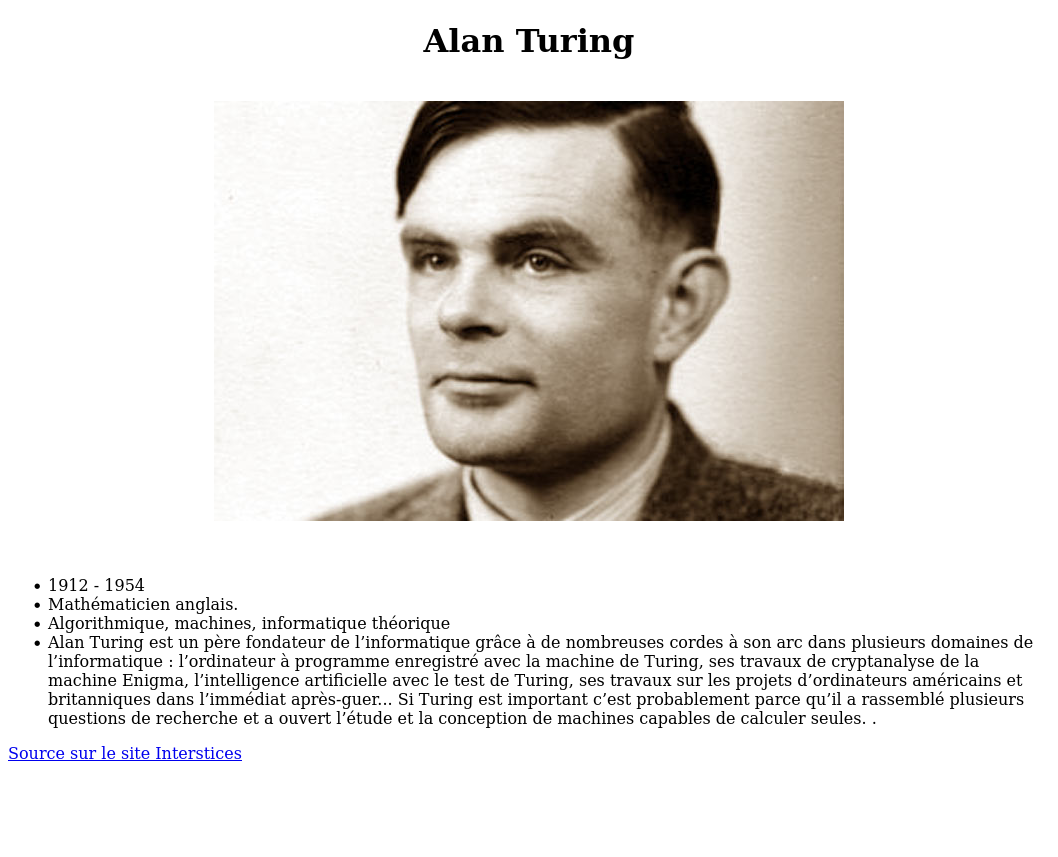 Alan Turing
• 1912 - 1954
• Mathématicien anglais.
• Algorithmique, machines, informatique théorique
• Alan Turing est un père fondateur de l’informatique grâce à de nombreuses cordes à son arc dans plusieurs domaines de
l’informatique : l’ordinateur à programme enregistré avec la machine de Turing, ses travaux de cryptanalyse de la
machine Enigma, l’intelligence artificielle avec le test de Turing, ses travaux sur les projets d’ordinateurs américains et
britanniques dans l’immédiat après-guer... Si Turing est important c’est probablement parce qu’il a rassemblé plusieurs
questions de recherche et a ouvert l’étude et la conception de machines capables de calculer seules. .
Source sur le site Interstices